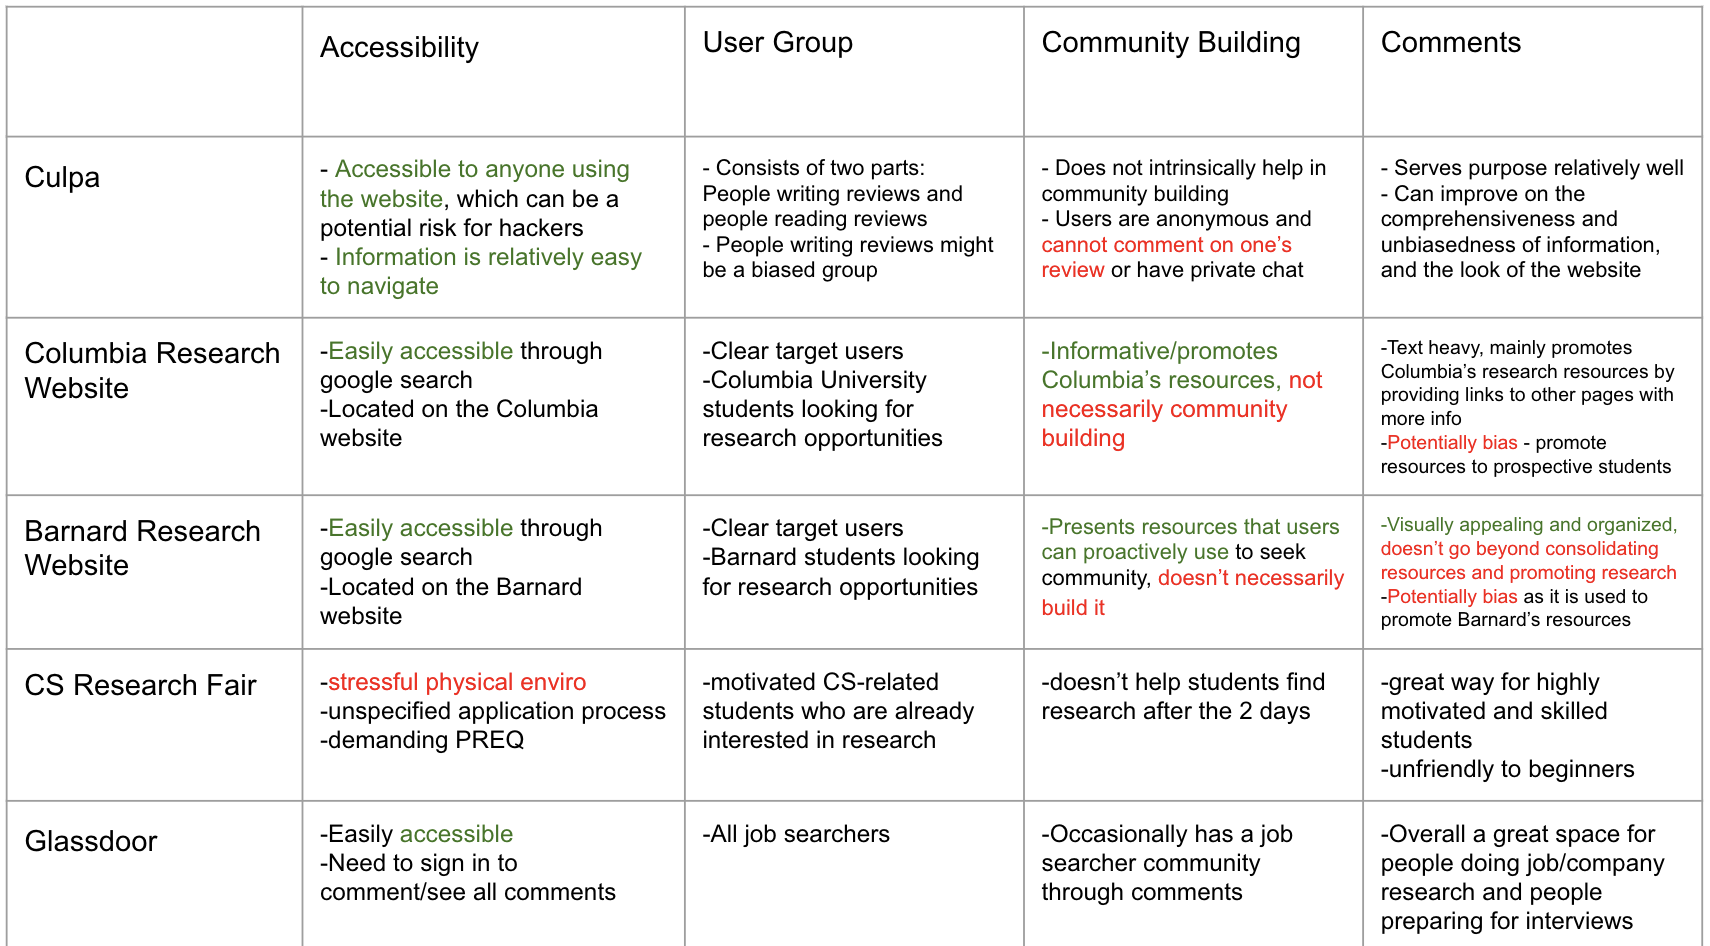 Accessibility
User Group
Community Building
Comments
Culpa
- Accessible to anyone using
the website, which can be a
potential risk for hackers
- Information is relatively easy
to navigate
- Consists of two parts:
People writing reviews and
people reading reviews
- People writing reviews might
be a biased group
- Does not intrinsically help in
community building
- Users are anonymous and
cannot comment on one’s
review or have private chat
- Serves purpose relatively well
- Can improve on the
comprehensiveness and
unbiasedness of information,
and the look of the website
Columbia Research
Website
-Easily accessible through
google search
-Located on the Columbia
website
-Clear target users
-Columbia University
students looking for
research opportunities
-Informative/promotes
Columbia’s resources, not
necessarily community
building
-Text heavy, mainly promotes
Columbia’s research resources by
providing links to other pages with
more info
-Potentially bias - promote
resources to prospective students
Barnard Research
Website
-Easily accessible through
google search
-Located on the Barnard
website
-Clear target users
-Barnard students looking
for research opportunities
-Presents resources that users
can proactively use to seek
community, doesn’t necessarily
build it
-Visually appealing and organized,
doesn’t go beyond consolidating
resources and promoting research
-Potentially bias as it is used to
promote Barnard’s resources
CS Research Fair
-stressful physical enviro
-unspecified application process
-demanding PREQ
-motivated CS-related
students who are already
interested in research
-doesn’t help students find
research after the 2 days
-great way for highly
motivated and skilled
students
-unfriendly to beginners
Glassdoor
-Easily accessible
-Need to sign in to
comment/see all comments
-All job searchers
-Occasionally has a job
searcher community
through comments
-Overall a great space for
people doing job/company
research and people
preparing for interviews